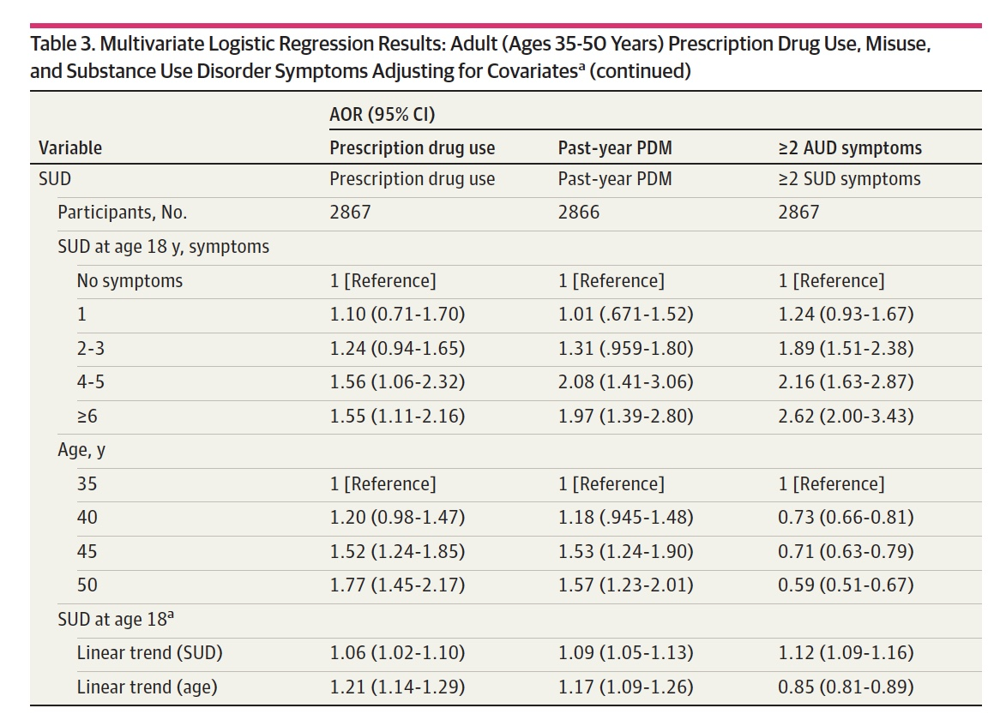 Table 3. Multivariate Logistic Regression Results: Adult (Ages 35-50 Years) Prescription Drug Use, Misuse,
and Substance Use Disorder Symptoms Adjusting for Covariatesª (continued)
AOR (95% CI)
Variable Prescription drug use Past-year PDM ≥2 AUD symptoms
SUD Prescription drug use Past-year PDM ≥2 SUD symptoms
Participants, No. 2867 2866 2867
SUD at age 18 y, symptoms
No symptoms 1 [Reference] 1 [Reference] 1 [Reference]
1 1.10 (0.71-1.70) 1.01 (.671-1.52) 1.24 (0.93-1.67)
2-3 1.24 (0.94-1.65) 1.31 (.959-1.80) 1.89 (1.51-2.38)
4-5 1.56 (1.06-2.32) 2.08 (1.41-3.06) 2.16 (1.63-2.87)
≥6 1.55 (1.11-2.16) 1.97 (1.39-2.80) 2.62 (2.00-3.43)
Age, y
35 1 [Reference] 1 [Reference] 1 [Reference]
40 1.20 (0.98-1.47) 1.18 (.945-1.48) 0.73 (0.66-0.81)
45 1.52 (1.24-1.85) 1.53 (1.24-1.90) 0.71 (0.63-0.79)
50 1.77 (1.45-2.17) 1.57 (1.23-2.01) 0.59 (0.51-0.67)
SUD at age 18ª
Linear trend (SUD) 1.06 (1.02-1.10) 1.09 (1.05-1.13) 1.12 (1.09-1.16)
Linear trend (age) 1.21 (1.14-1.29) 1.17 (1.09-1.26) 0.85 (0.81-0.89)